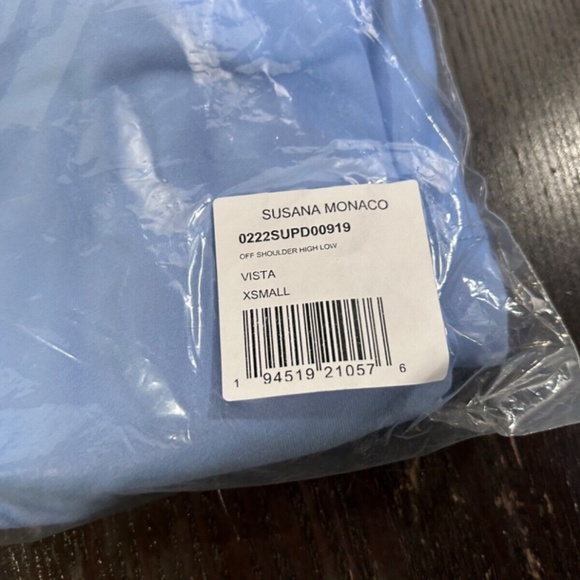 SUSANA MONACO
0222SUPD00919
OFF SHOULDER HIGH LOW
VISTA
XSMALL
1 94519 21057 6